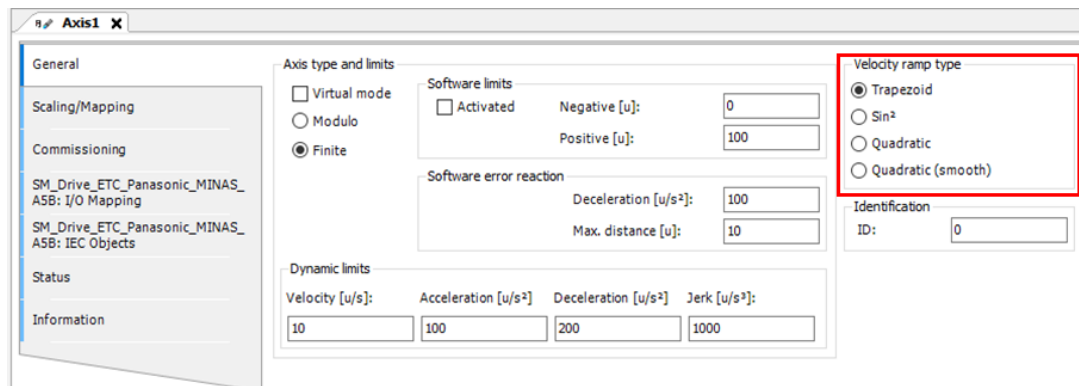 Axis1
General
Scaling/Mapping
Commissioning
SM_Drive_ETC_Panasonic_MINAS_
A5B: I/O Mapping
SM_Drive_ETC_Panasonic_MINAS_
A5B: IEC Objects
Status
Information
Axis type and limits
Virtual mode
Modulo
Finite
Software limits
Activated
Negative [u]: 0
Positive [u]: 100
Software error reaction
Deceleration [u/s²]: 100
Max. distance [u]: 10
Dynamic limits
Velocity [u/s]: Acceleration [u/s²] Deceleration [u/s²] Jerk [u/s³]:
10 100 200 1000
Velocity ramp type
Trapezoid
Sin²
Quadratic
Quadratic (smooth)
Identification
ID: 0